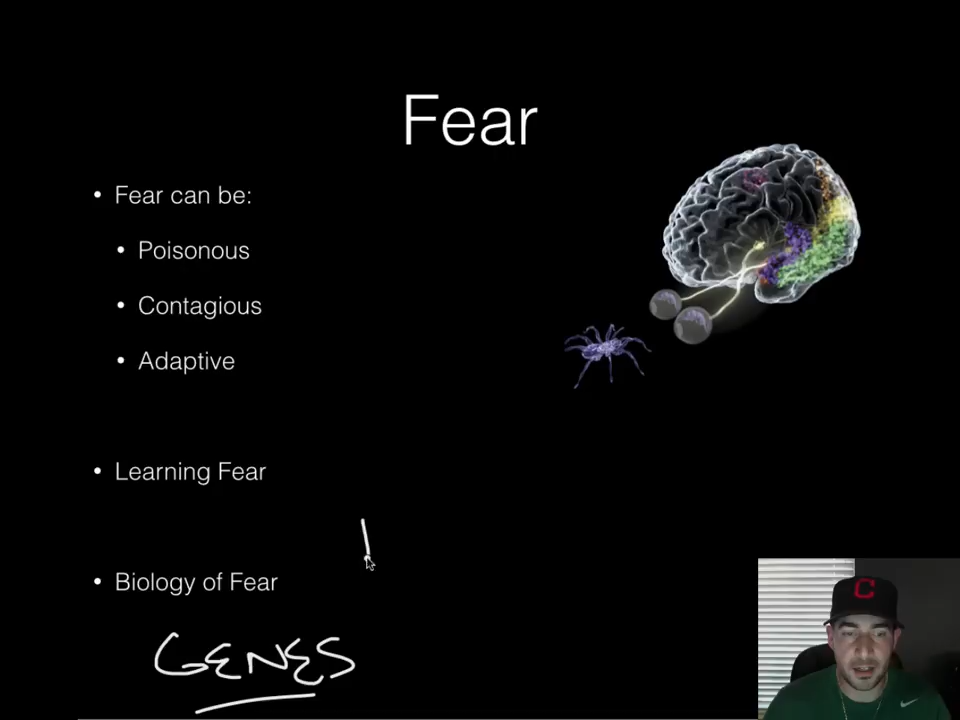 Fear
• Fear can be:
• Poisonous
• Contagious
• Adaptive
• Learning Fear
• Biology of Fear
GENES
C